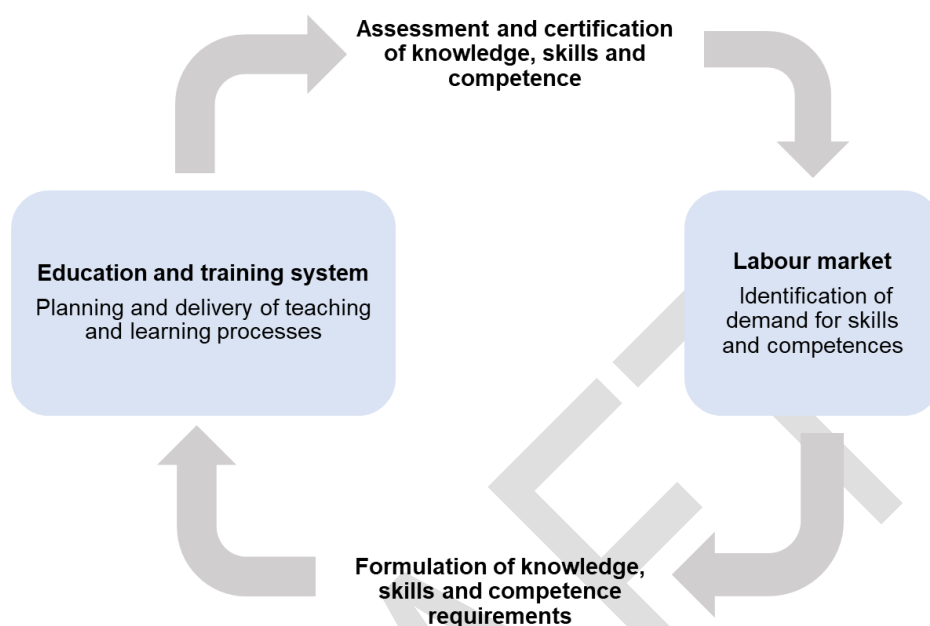 Assessment and certification
of knowledge, skills and
competence
Education and training system
Planning and delivery of teaching
and learning processes
Labour market
Identification of
demand for skills
and competences
Formulation of knowledge,
skills and competence
requirements